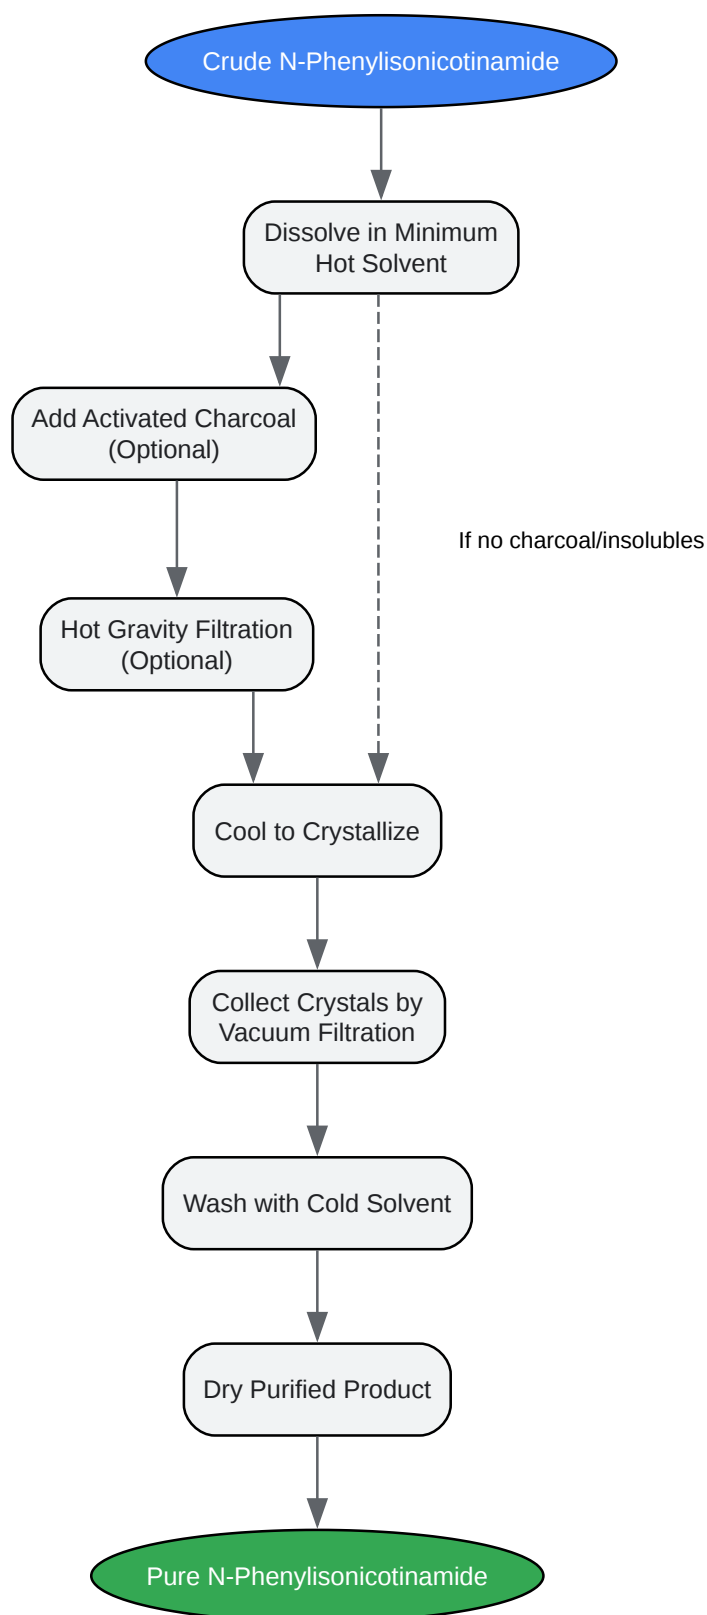 Crude N-Phenylisonicotinamide
Dissolve in Minimum
Hot Solvent
Add Activated Charcoal
(Optional)
If no charcoal/insolubles
Hot Gravity Filtration
(Optional)
Cool to Crystallize
Collect Crystals by
Vacuum Filtration
Wash with Cold Solvent
Dry Purified Product
Pure N-Phenylisonicotinamide